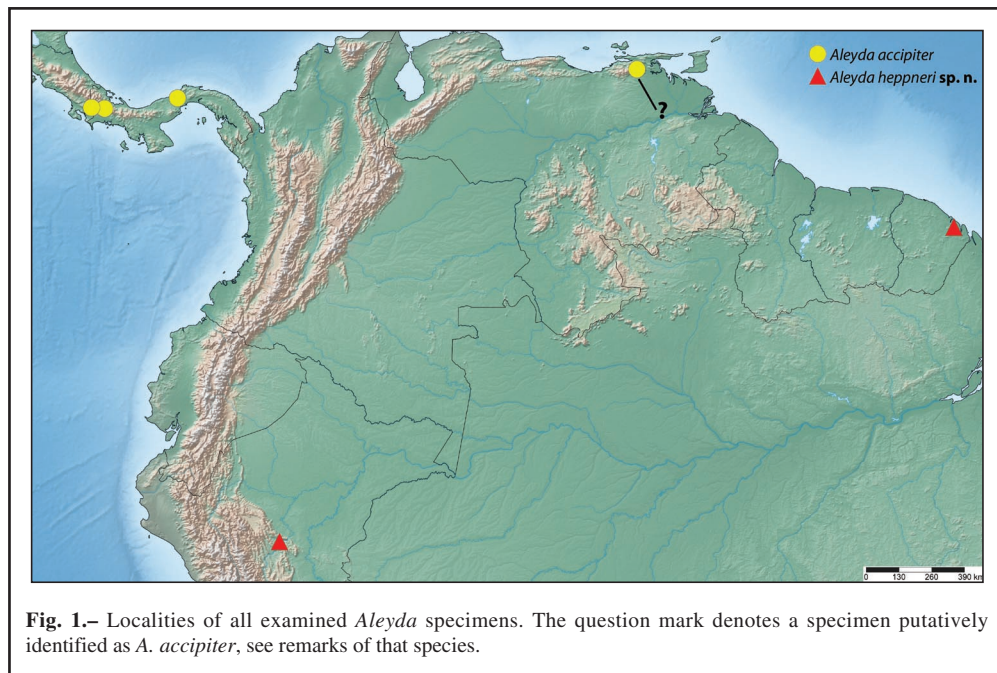 Aleyda accipiter
Aleyda heppneri sp. n.
?
0 130 260 390 km
Fig. 1.– Localities of all examined Aleyda specimens. The question mark denotes a specimen putatively
identified as A. accipiter, see remarks of that species.